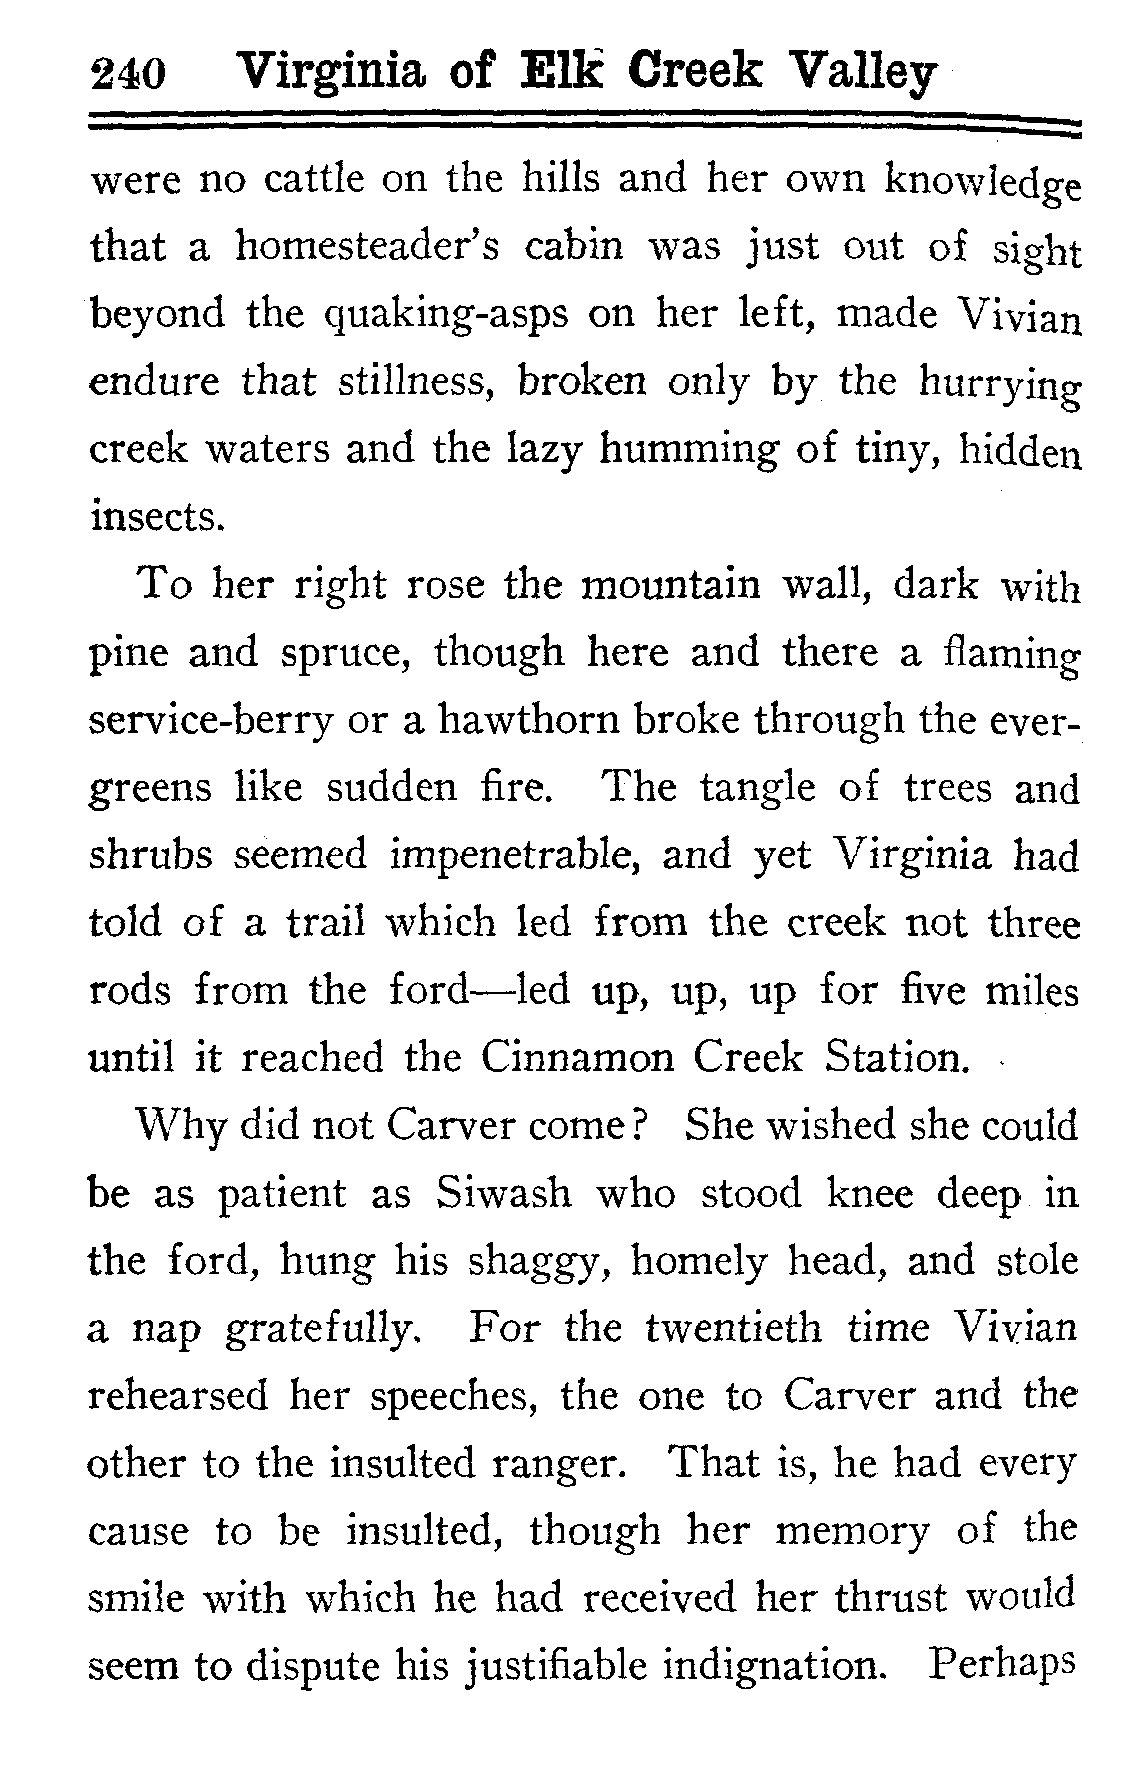 240 Virginia of Elk Creek Valley
were no cattle on the hills and her own knowledge
that a homesteader's cabin was just out of sight
beyond the quaking-asps on her left, made Vivian
endure that stillness, broken only by the hurrying
creek waters and the lazy humming of tiny, hidden
insects.
To her right rose the mountain wall, dark with
pine and spruce, though here and there a flaming
service-berry or a hawthorn broke through the ever-
greens like sudden fire. The tangle of trees and
shrubs seemed impenetrable, and yet Virginia had
told of a trail which led from the creek not three
rods from the ford—led up, up, up for five miles
until it reached the Cinnamon Creek Station.
Why did not Carver come? She wished she could
be as patient as Siwash who stood knee deep in
the ford, hung his shaggy, homely head, and stole
a nap gratefully. For the twentieth time Vivian
rehearsed her speeches, the one to Carver and the
other to the insulted ranger. That is, he had every
cause to be insulted, though her memory of the
smile with which he had received her thrust would
seem to dispute his justifiable indignation. Perhaps